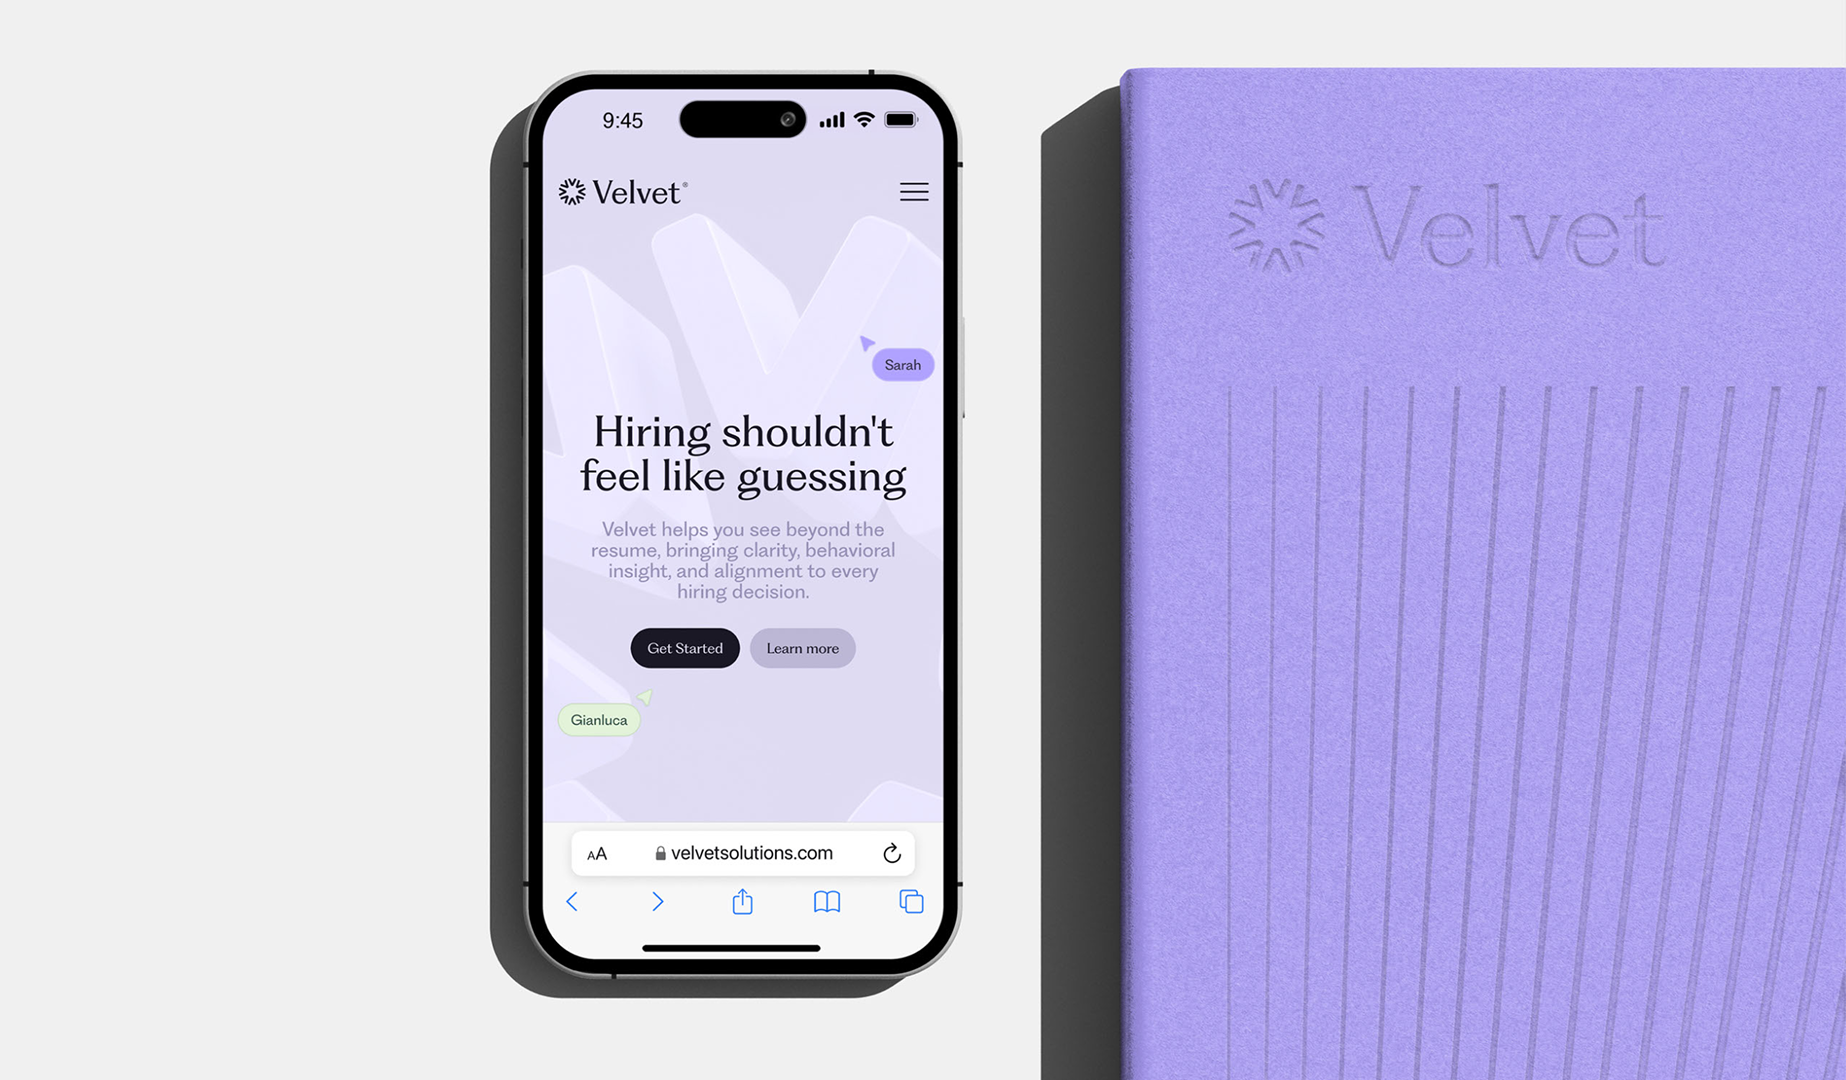 9:45
Velvet®
Sarah
Hiring shouldn't
feel like guessing
Velvet helps you see beyond the
resume, bringing clarity, behavioral
insight, and alignment to every
hiring decision.
Get Started
Learn more
Gianluca
AA
velvetsolutions.com
Velvet